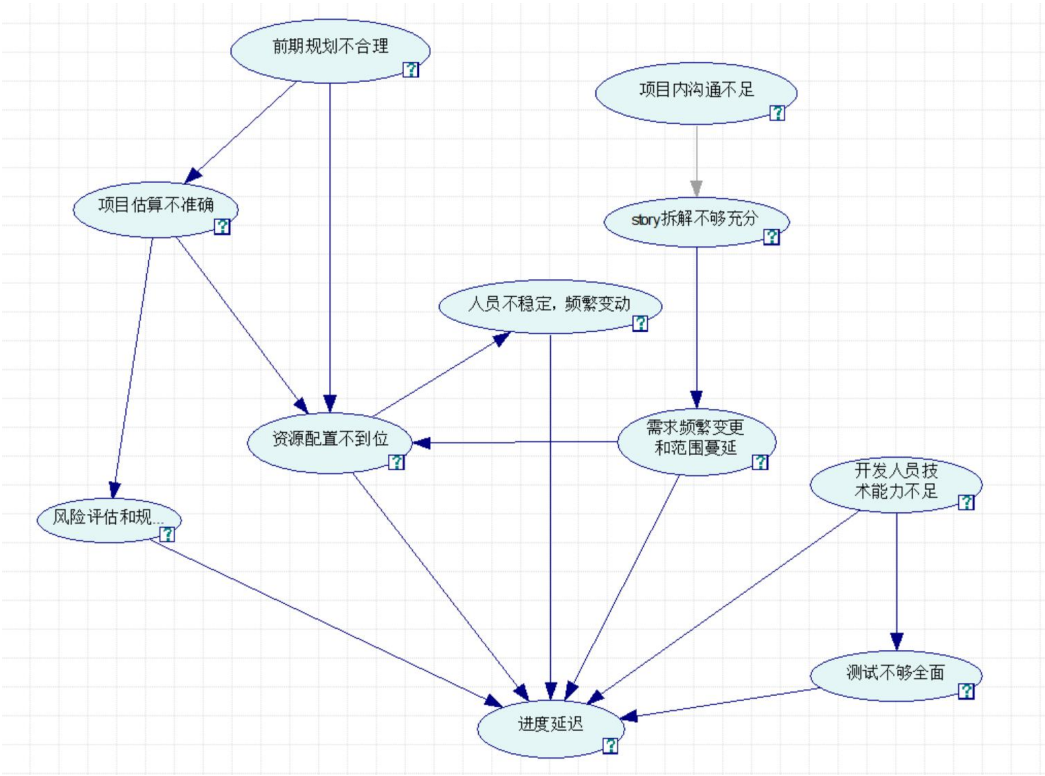 前期规划不合理
?
项目内沟通不足
?
项目估算不准确
?
story拆解不够充分
?
人员不稳定，频繁变动
?
资源配置不到位
?
需求频繁变更
和范围蔓延
?
开发人员技
术能力不足
?
风险评估和规...
?
测试不够全面
?
进度延迟
?